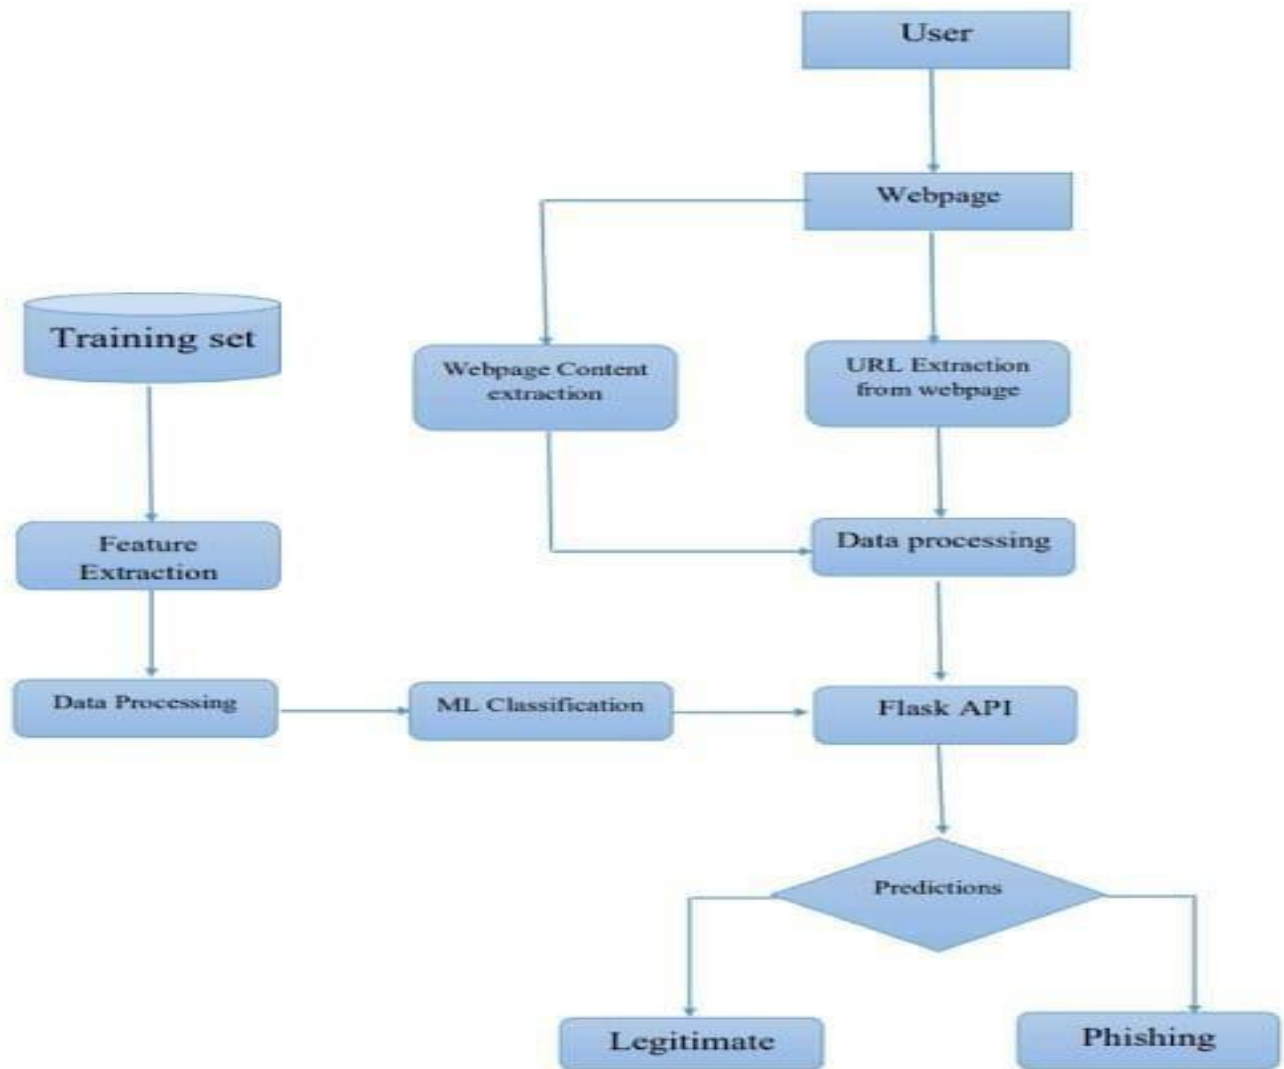 User
Webpage
Training set
Webpage Content
extraction
URL Extraction
from webpage
Feature
Extraction
Data processing
Data Processing
ML Classification
Flask API
Predictions
Legitimate
Phishing